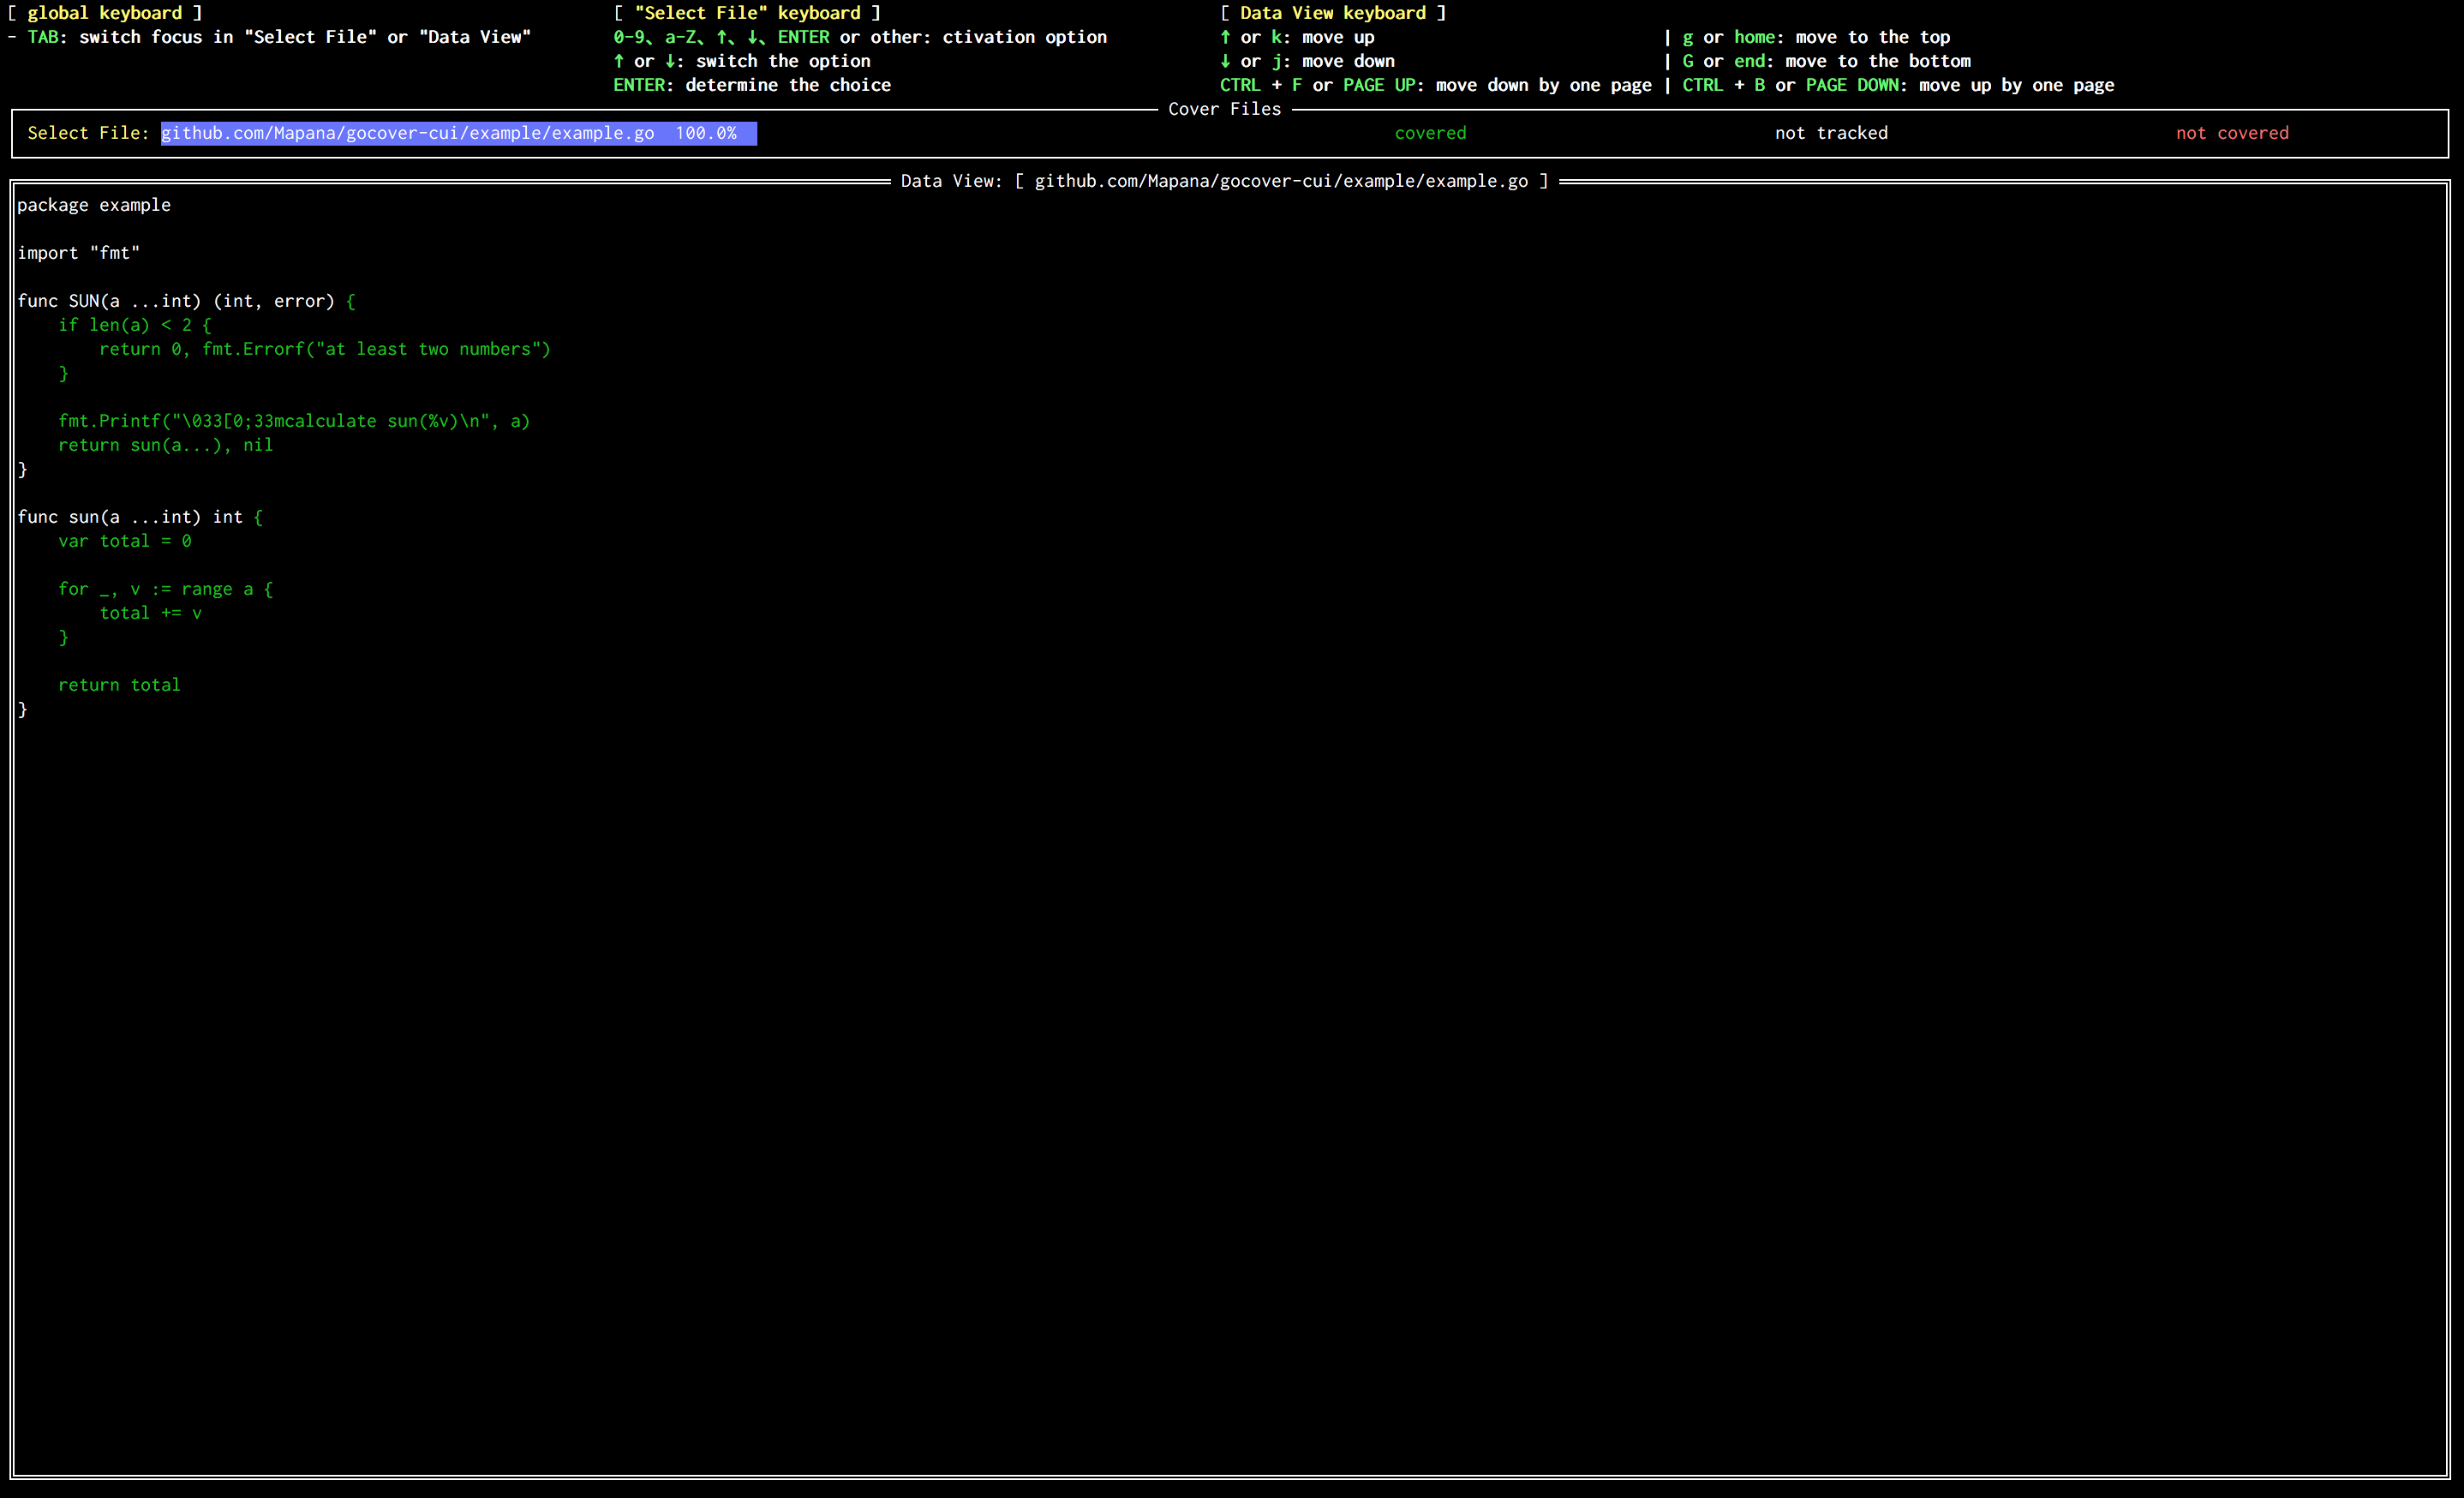 [ global keyboard ]
- TAB: switch focus in "Select File" or "Data View"
[ "Select File" keyboard ]
0-9、a-Z、↑、↓、ENTER or other: ctivation option
↑ or ↓: switch the option
ENTER: determine the choice
[ Data View keyboard ]
↑ or k: move up | g or home: move to the top
↓ or j: move down | G or end: move to the bottom
CTRL + F or PAGE UP: move down by one page | CTRL + B or PAGE DOWN: move up by one page
Cover Files
Select File: github.com/Mapana/gocover-cui/example/example.go 100.0% covered not tracked not covered
Data View: [ github.com/Mapana/gocover-cui/example/example.go ]
package example
import "fmt"
func SUN(a ...int) (int, error) {
    if len(a) < 2 {
        return 0, fmt.Errorf("at least two numbers")
    }
    fmt.Printf("\033[0;33mcalculate sun(%v)\n", a)
    return sun(a...), nil
}
func sun(a ...int) int {
    var total = 0
    for _, v := range a {
        total += v
    }
    return total
}